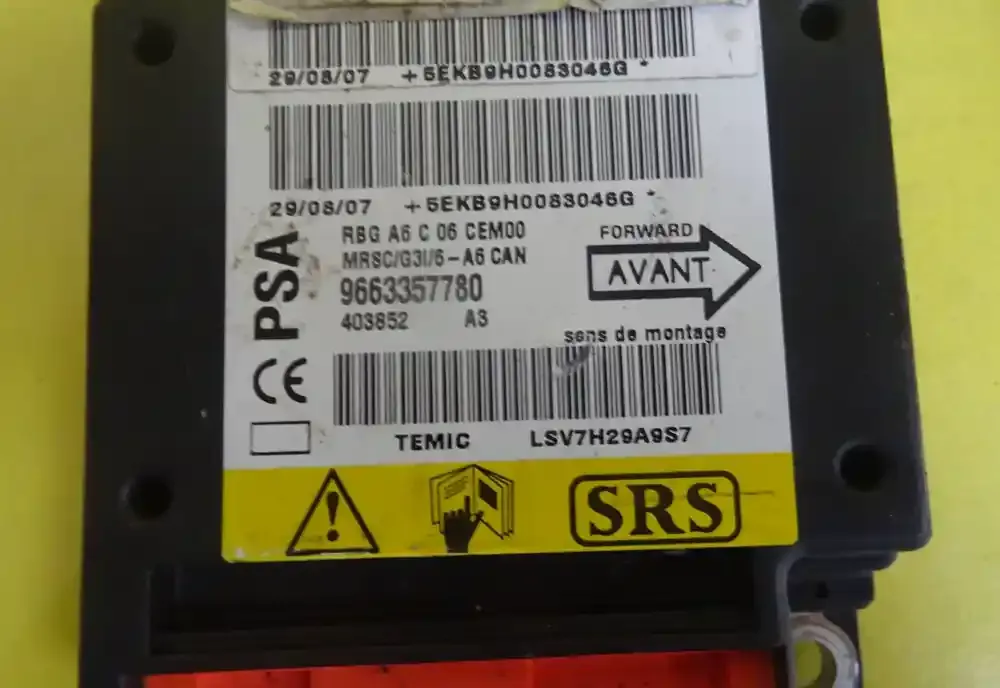 29/08/07 +5EKB9H0083046G *
29/08/07 +5EKB9H0083046G *
PSA
RBG A6 C 06 CEM00
MRSC/G3I/6-A6 CAN
9663357780
403852 A3
FORWARD
AVANT
sens de montage
CE
TEMIC LSV7H29A9S7
SRS